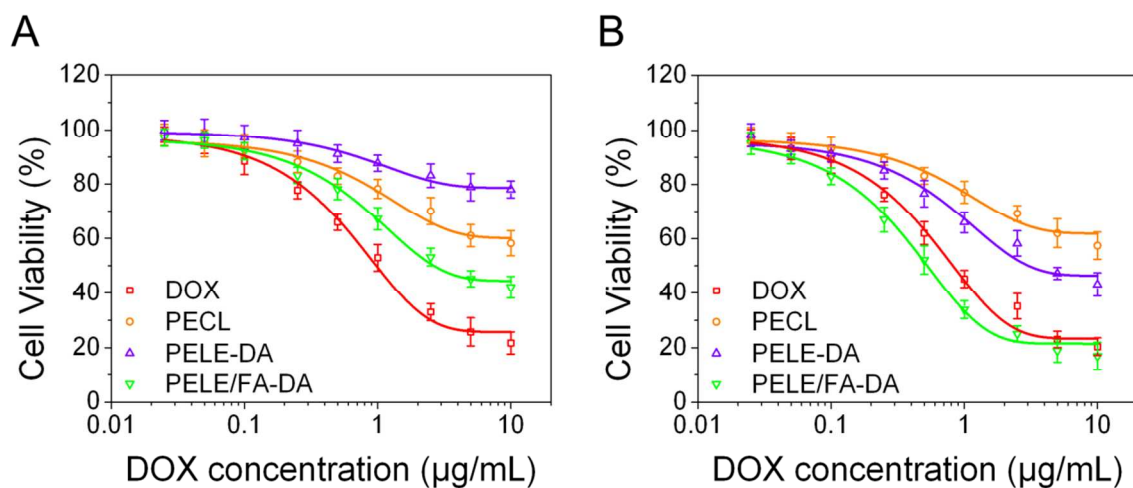 A
Cell Viability (%)
120
100
80
60
40
20
0
DOX
PECL
PELE-DA
PELE/FA-DA
0.01
0.1
1
10
DOX concentration (μg/mL)
B
Cell Viability (%)
120
100
80
60
40
20
0
DOX
PECL
PELE-DA
PELE/FA-DA
0.01
0.1
1
10
DOX concentration (μg/mL)